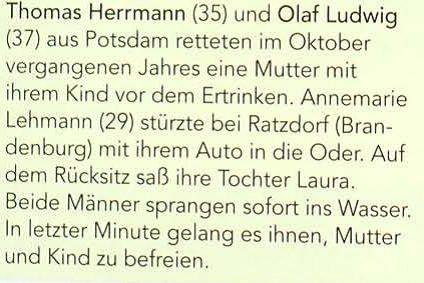 Thomas Herrmann (35) und Olaf Ludwig
(37) aus Potsdam retteten im Oktober
vergangenen Jahres eine Mutter mit
ihrem Kind vor dem Ertrinken. Annemarie
Lehmann (29) stürzte bei Ratzdorf (Bran-
denburg) mit ihrem Auto in die Oder. Auf
dem Rücksitz saß ihre Tochter Laura.
Beide Männer sprangen sofort ins Wasser.
In letzter Minute gelang es ihnen, Mutter
und Kind zu befreien.